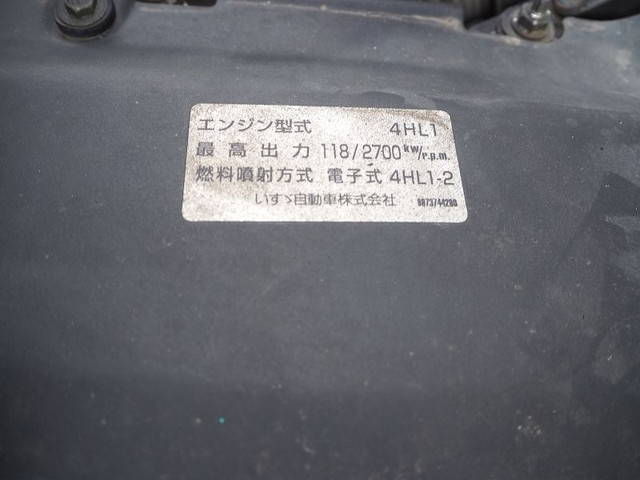 エンジン型式 4HL1
最高出力 118/2700 kw/r.p.m.
燃料噴射方式 電子式 4HL1-2
いすゞ自動車株式会社